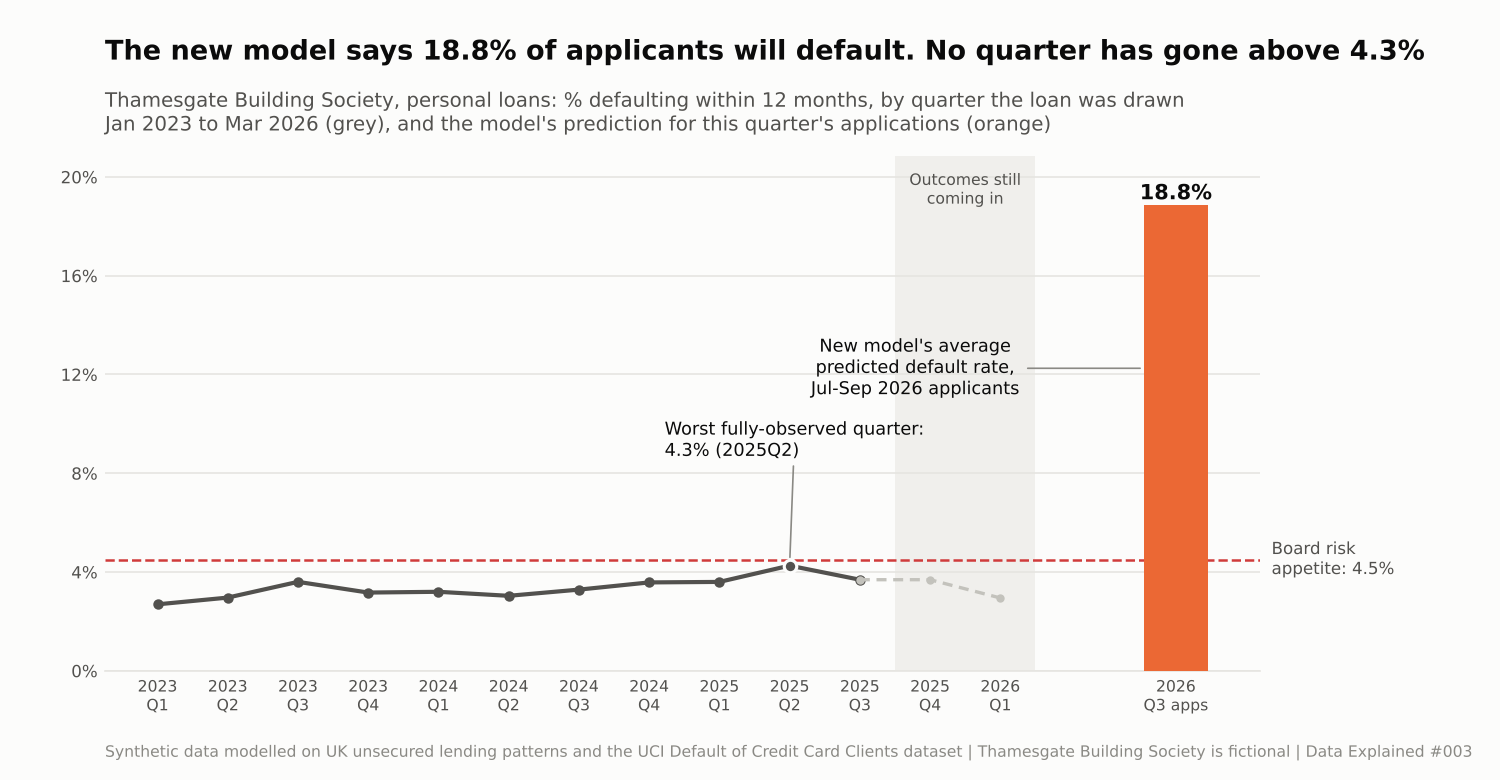 The new model says 18.8% of applicants will default. No quarter has gone above 4.3%
Thamesgate Building Society, personal loans: % defaulting within 12 months, by quarter the loan was drawn
Jan 2023 to Mar 2026 (grey), and the model's prediction for this quarter's applications (orange)
20%
16%
12%
8%
4%
0%
Outcomes still
coming in
18.8%
New model's average
predicted default rate,
Jul-Sep 2026 applicants
Worst fully-observed quarter:
4.3% (2025Q2)
Board risk
appetite: 4.5%
2023
Q1
2023
Q2
2023
Q3
2023
Q4
2024
Q1
2024
Q2
2024
Q3
2024
Q4
2025
Q1
2025
Q2
2025
Q3
2025
Q4
2026
Q1
2026
Q3 apps
Synthetic data modelled on UK unsecured lending patterns and the UCI Default of Credit Card Clients dataset | Thamesgate Building Society is fictional | Data Explained #003